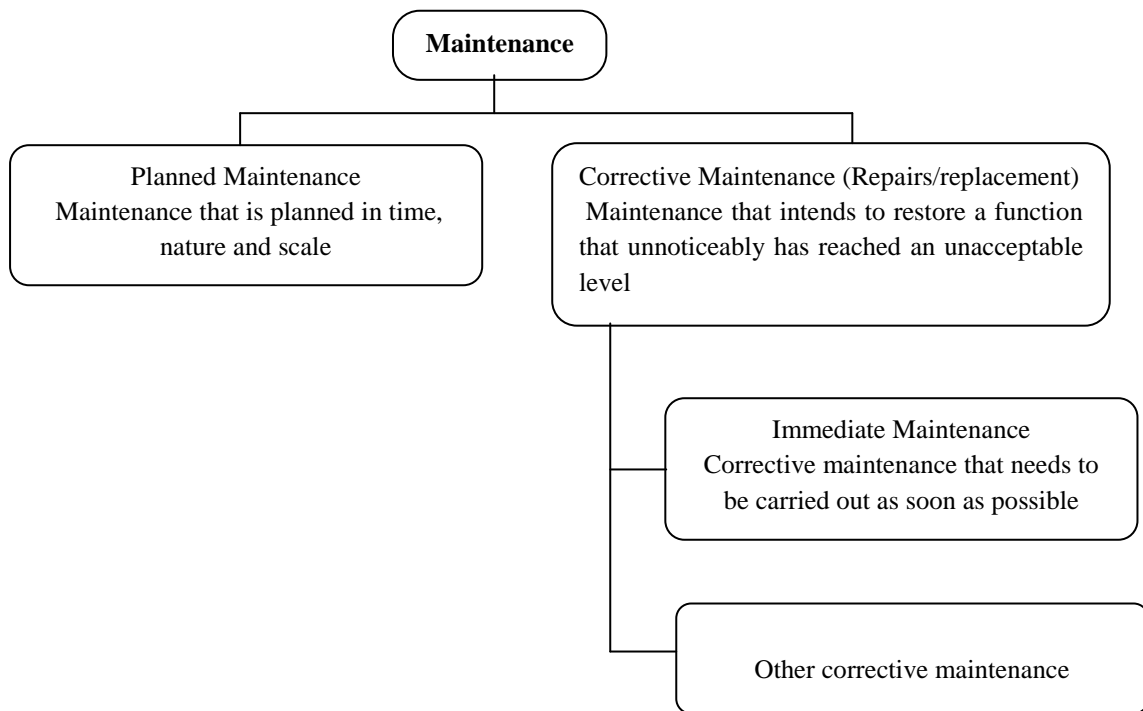 Maintenance
Planned Maintenance
Maintenance that is planned in time,
nature and scale
Corrective Maintenance (Repairs/replacement)
Maintenance that intends to restore a function
that unnoticeably has reached an unacceptable
level
Immediate Maintenance
Corrective maintenance that needs to
be carried out as soon as possible
Other corrective maintenance